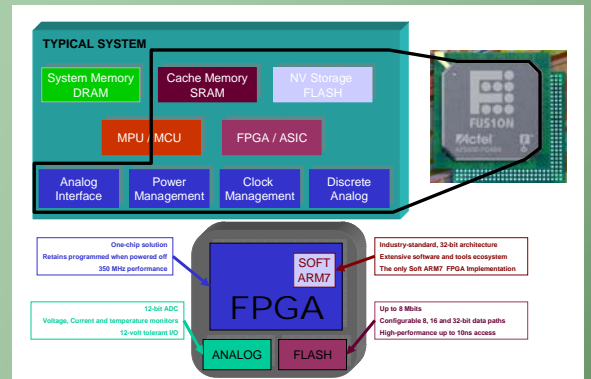 TYPICAL SYSTEM
System Memory
DRAM
Cache Memory
SRAM
NV Storage
FLASH
MPU / MCU
FPGA / ASIC
Analog
Interface
Power
Management
Clock
Management
Discrete
Analog
FUSION
Actel
One-chip solution
Retains programmed when powered off
350 MHz performance
SOFT
ARM7
FPGA
Industry-standard, 32-bit architecture
Extensive software and tools ecosystem
The only Soft ARM7 FPGA Implementation
12-bit ADC
Voltage, Current and temperature monitors
12-volt tolerant I/O
ANALOG
FLASH
Up to 8 Mbits
Configurable 8, 16 and 32-bit data paths
High-performance up to 10ns access